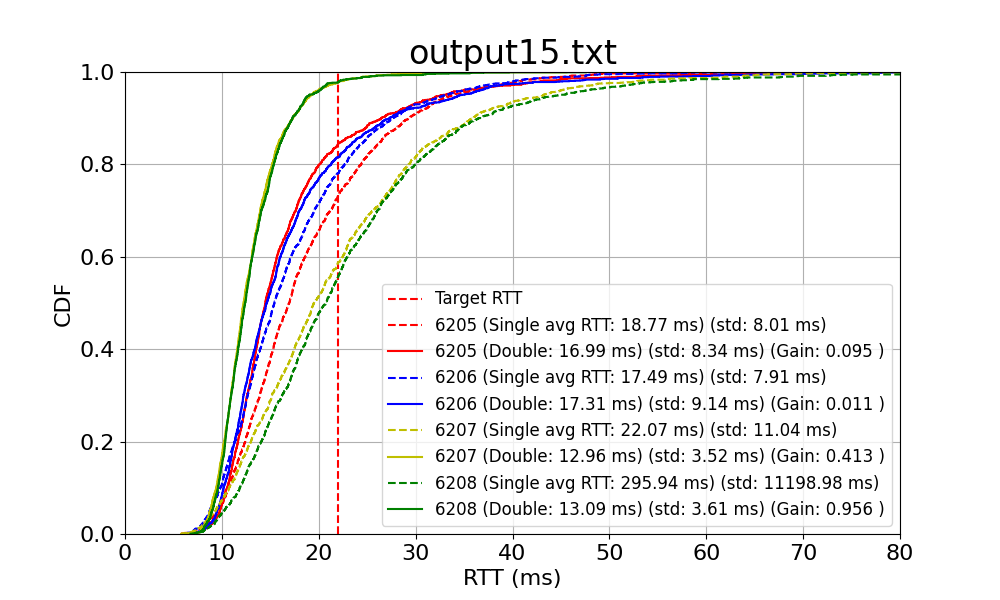 output15.txt
1.0
0.8
0.6
0.4
0.2
0.0
CDF
Target RTT
6205 (Single avg RTT: 18.77 ms) (std: 8.01 ms)
6205 (Double: 16.99 ms) (std: 8.34 ms) (Gain: 0.095 )
6206 (Single avg RTT: 17.49 ms) (std: 7.91 ms)
6206 (Double: 17.31 ms) (std: 9.14 ms) (Gain: 0.011 )
6207 (Single avg RTT: 22.07 ms) (std: 11.04 ms)
6207 (Double: 12.96 ms) (std: 3.52 ms) (Gain: 0.413 )
6208 (Single avg RTT: 295.94 ms) (std: 11198.98 ms)
6208 (Double: 13.09 ms) (std: 3.61 ms) (Gain: 0.956 )
0 10 20 30 40 50 60 70 80
RTT (ms)